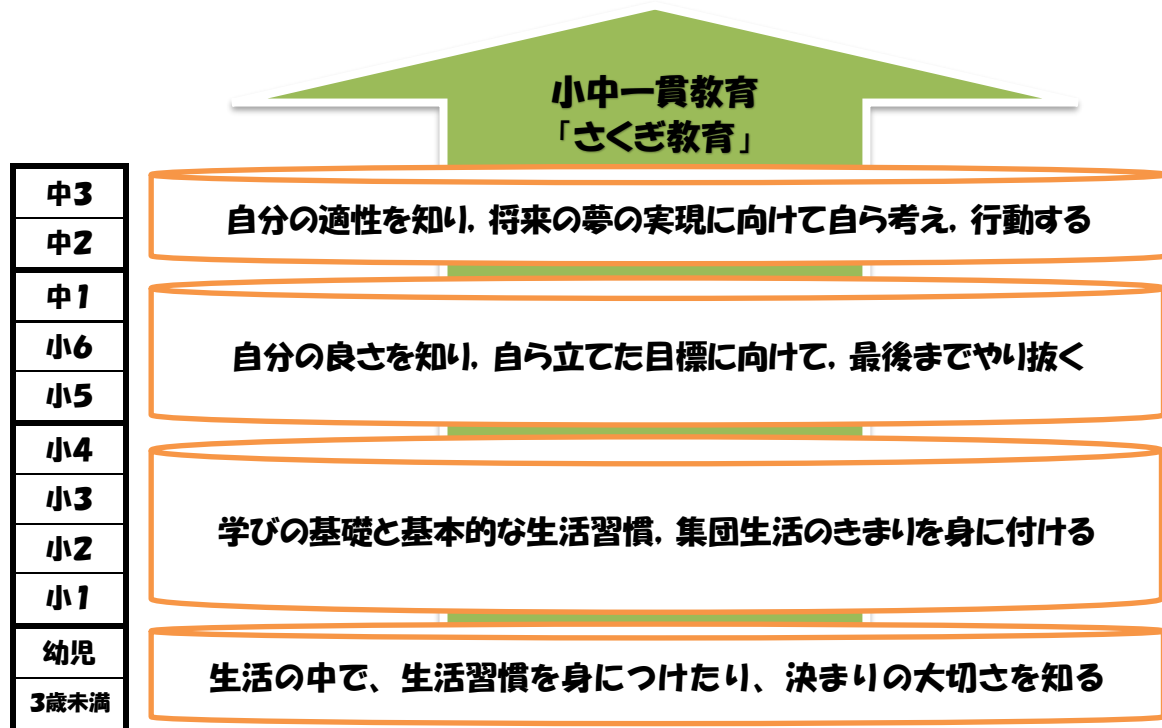 小中一貫教育
「さくぎ教育」
中3
自分の適性を知り，将来の夢の実現に向けて自ら考え，行動する
中2
中1
小6
自分の良さを知り，自ら立てた目標に向けて，最後までやり抜く
小5
小4
小3
学びの基礎と基本的な生活習慣，集団生活のきまりを身に付ける
小2
小1
幼児
生活の中で、生活習慣を身につけたり、決まりの大切さを知る
3歳未満